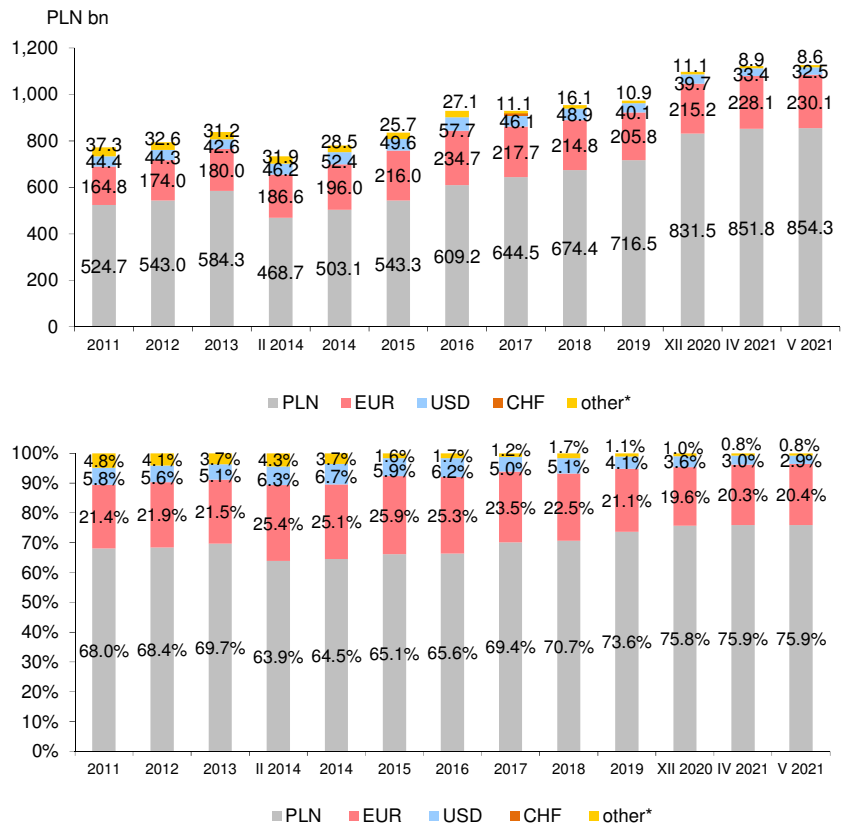 PLN bn
1,200
1,000
800
600
400
200
0
37.3 32.6 31.2 31.9 28.5 25.7 27.1 11.1 16.1 10.9 11.1 8.9 8.6
44.4 44.3 42.6 46.2 52.4 49.6 57.7 46.1 48.9 40.1 39.7 33.4 32.5
164.8 174.0 180.0 186.6 196.0 216.0 234.7 217.7 214.8 205.8 215.2 228.1 230.1
524.7 543.0 584.3 468.7 503.1 543.3 609.2 644.5 674.4 716.5 831.5 851.8 854.3
2011 2012 2013 II 2014 2014 2015 2016 2017 2018 2019 XII 2020 IV 2021 V 2021
PLN EUR USD CHF other*
100%
90%
80%
70%
60%
50%
40%
30%
20%
10%
0%
4.8% 4.1% 3.7% 4.3% 3.7% 1.6% 1.7% 1.2% 1.7% 1.1% 1.0% 0.8% 0.8%
5.8% 5.6% 5.1% 6.3% 6.7% 5.9% 6.2% 5.0% 5.1% 4.1% 3.6% 3.0% 2.9%
21.4% 21.9% 21.5% 25.4% 25.1% 25.9% 25.3% 23.5% 22.5% 21.1% 19.6% 20.3% 20.4%
68.0% 68.4% 69.7% 63.9% 64.5% 65.1% 65.6% 69.4% 70.7% 73.6% 75.8% 75.9% 75.9%
2011 2012 2013 II 2014 2014 2015 2016 2017 2018 2019 XII 2020 IV 2021 V 2021
PLN EUR USD CHF other*